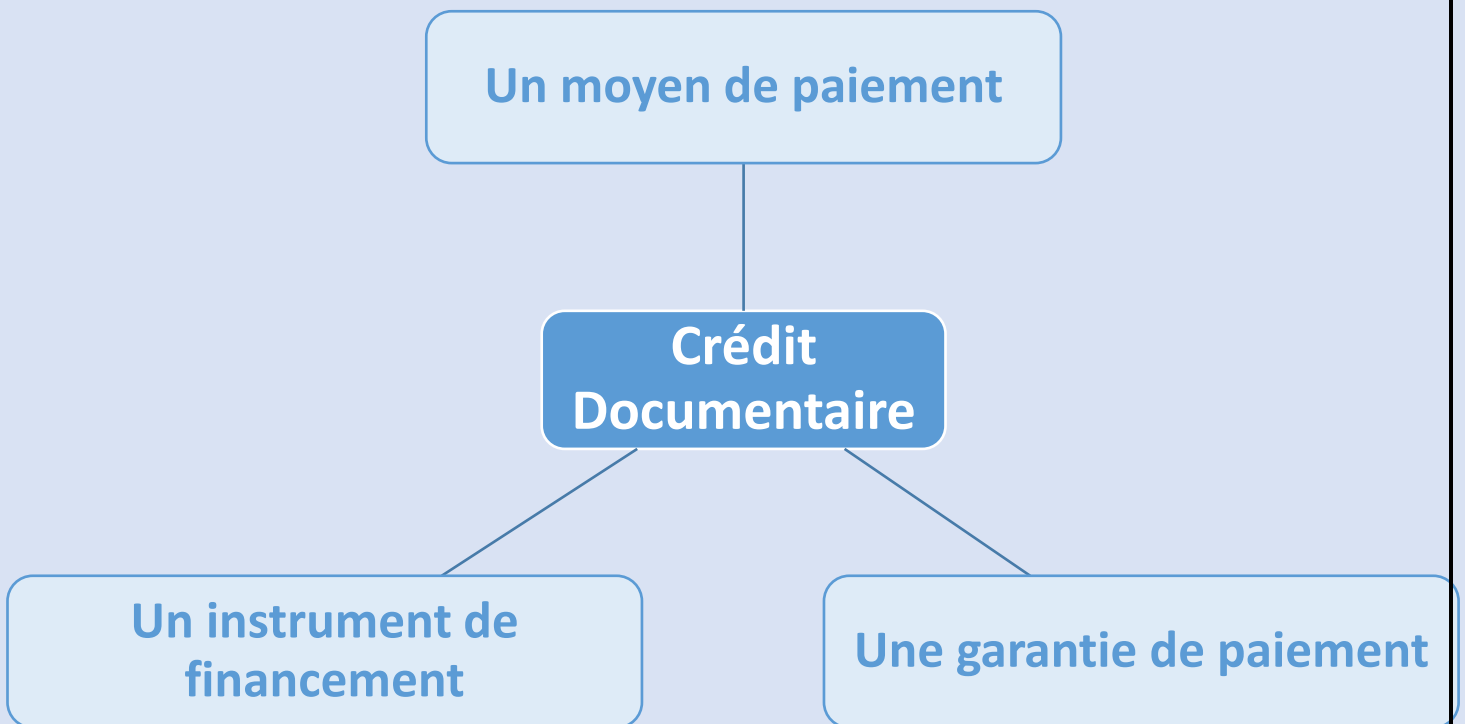 Un moyen de paiement
Crédit
Documentaire
Un instrument de
financement
Une garantie de paiement